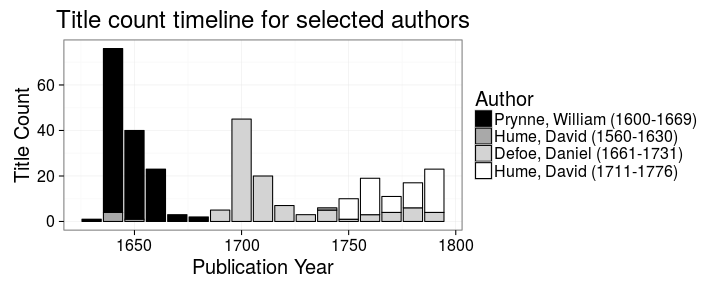 Title count timeline for selected authors
Title Count
60
40
20
0
1650
1700
1750
1800
Publication Year
Author
Prynne, William (1600-1669)
Hume, David (1560-1630)
Defoe, Daniel (1661-1731)
Hume, David (1711-1776)